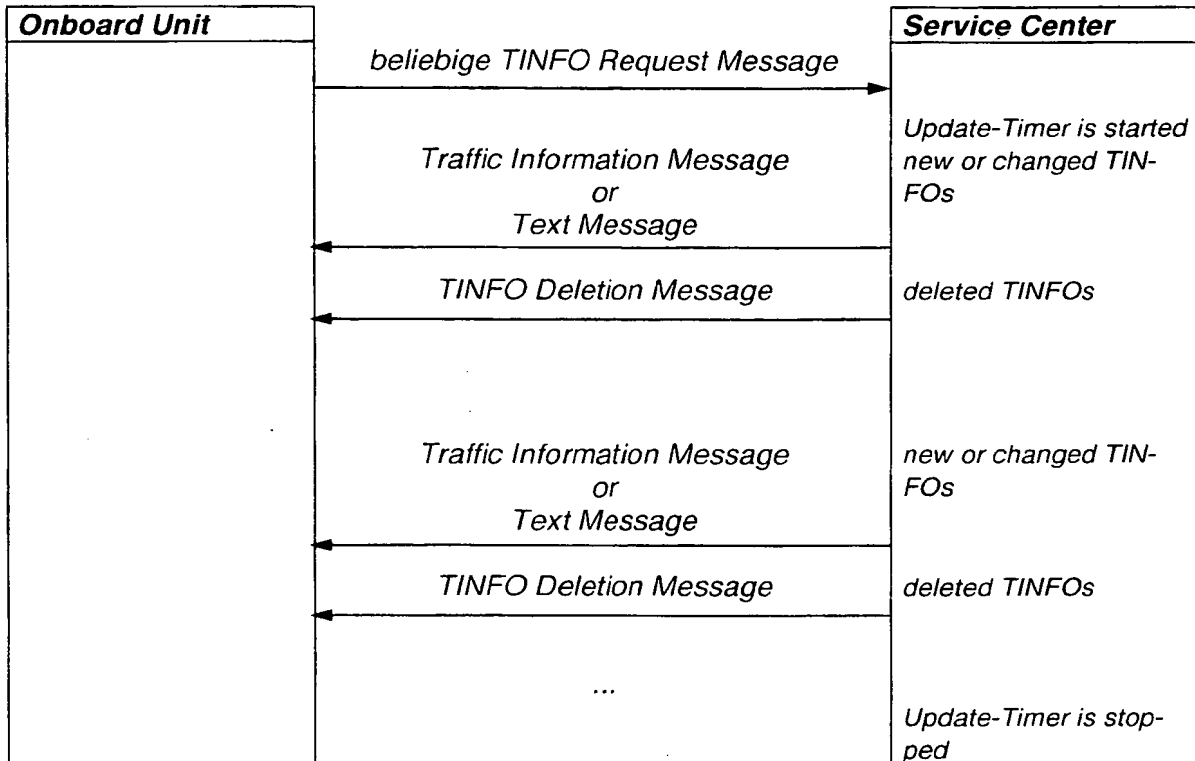 Onboard Unit
Service Center
beliebige TINFO Request Message
Update-Timer is started
new or changed TIN-
FOs
Traffic Information Message
or
Text Message
TINFO Deletion Message
deleted TINFOs
Traffic Information Message
or
Text Message
new or changed TIN-
FOs
TINFO Deletion Message
deleted TINFOs
...
Update-Timer is stop-
ped